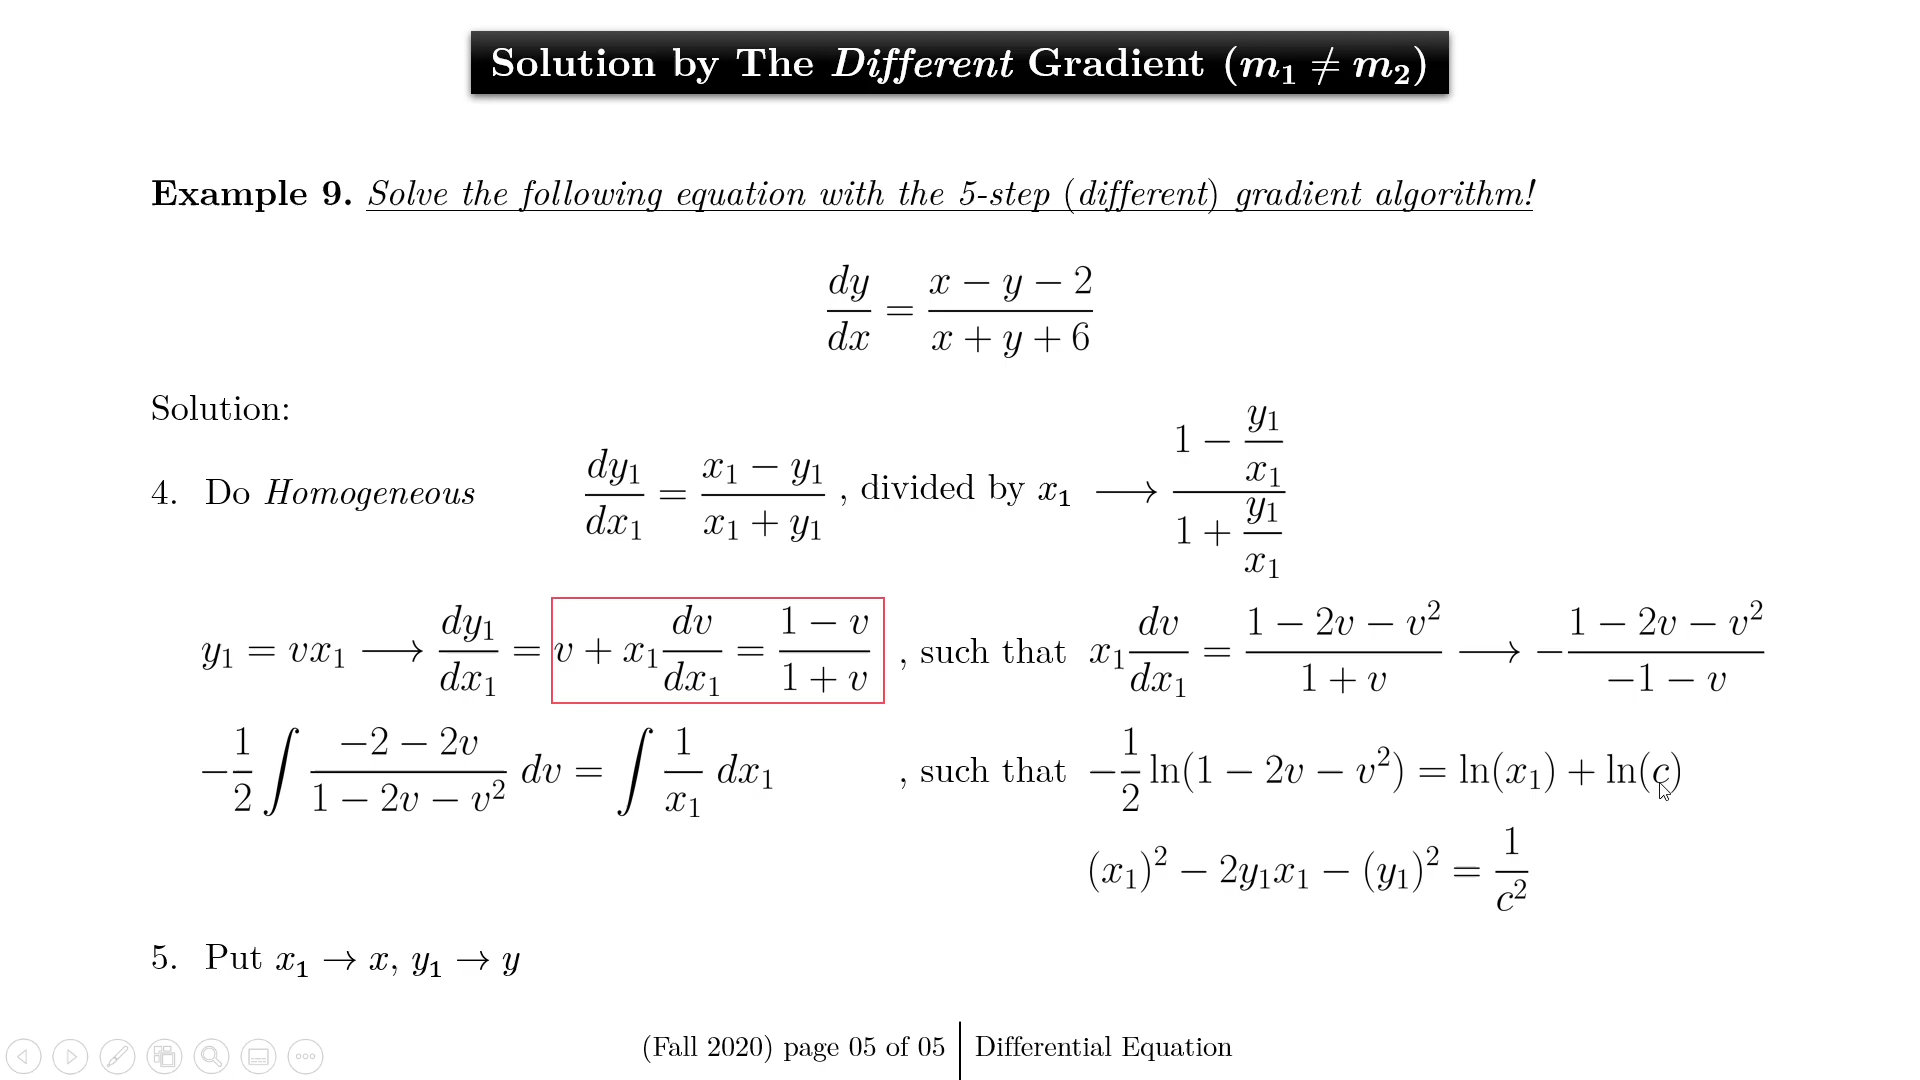 Solution by The Different Gradient (m₁ ≠ m₂)
Example 9. Solve the following equation with the 5-step (different) gradient algorithm!
dy/dx = (x − y − 2)/(x + y + 6)
Solution:
4. Do Homogeneous dy₁/dx₁ = (x₁ − y₁)/(x₁ + y₁) , divided by x₁ ⟶ (1 − y₁/x₁)/(1 + y₁/x₁)
y₁ = vx₁ ⟶ dy₁/dx₁ = v + x₁ dv/dx₁ = (1 − v)/(1 + v) , such that x₁ dv/dx₁ = (1 − 2v − v²)/(1 + v) ⟶ −(1 − 2v − v²)/(−1 − v)
−1/2 ∫ (−2 − 2v)/(1 − 2v − v²) dv = ∫ 1/x₁ dx₁ , such that −1/2 ln(1 − 2v − v²) = ln(x₁) + ln(c)
(x₁)² − 2y₁x₁ − (y₁)² = 1/c²
5. Put x₁ → x, y₁ → y
(Fall 2020) page 05 of 05 | Differential Equation